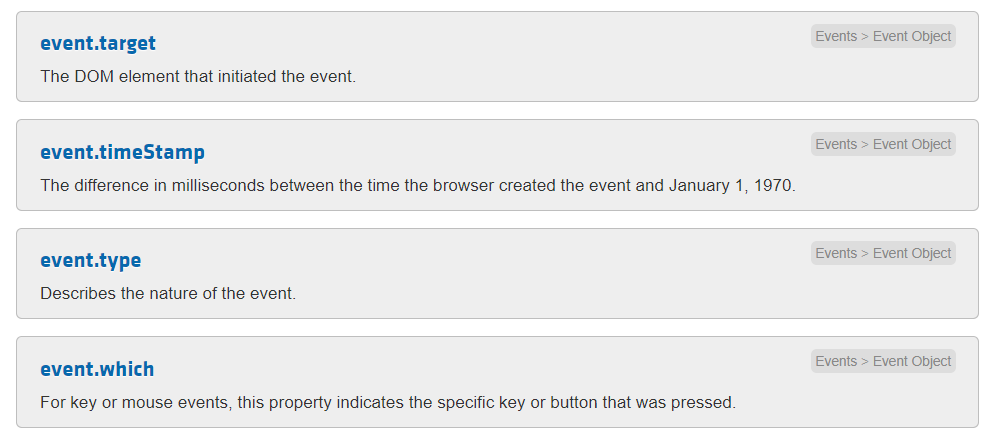 event.target
Events > Event Object
The DOM element that initiated the event.
event.timeStamp
Events > Event Object
The difference in milliseconds between the time the browser created the event and January 1, 1970.
event.type
Events > Event Object
Describes the nature of the event.
event.which
Events > Event Object
For key or mouse events, this property indicates the specific key or button that was pressed.